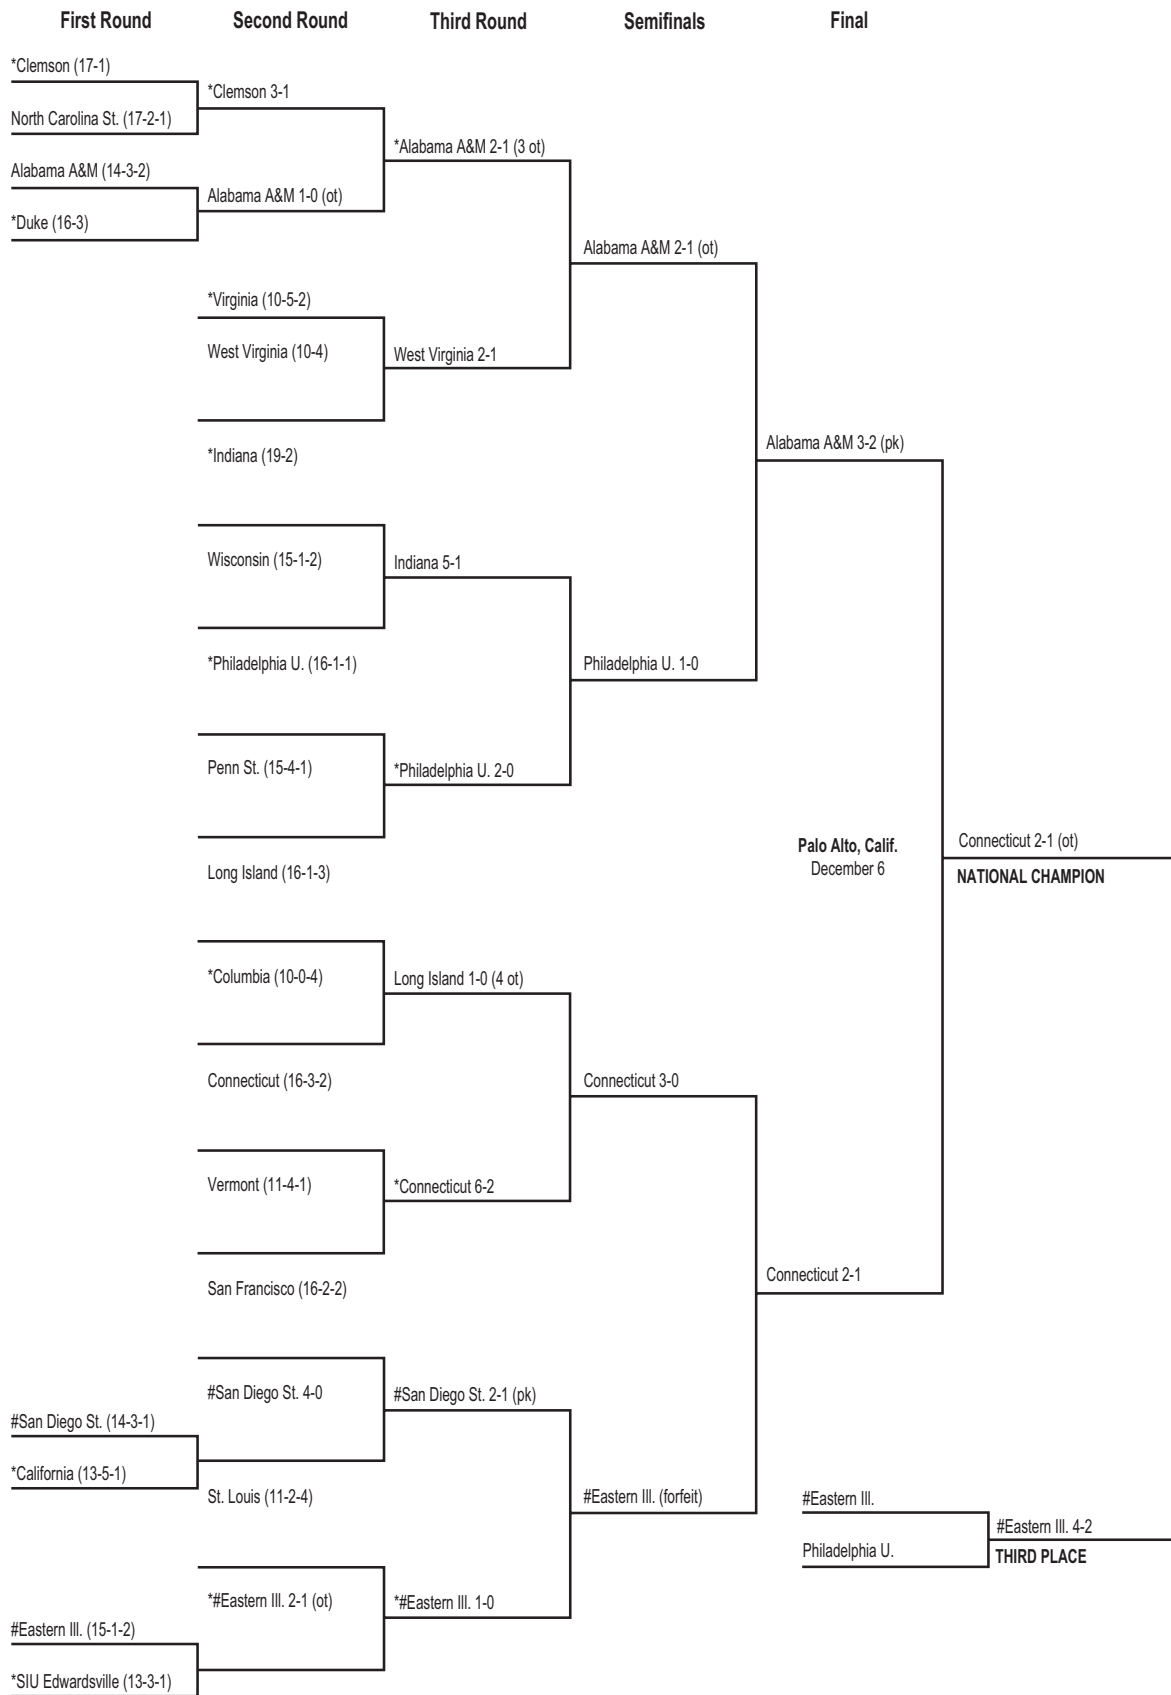 First Round
Second Round
Third Round
Semifinals
Final
*Clemson (17-1)
North Carolina St. (17-2-1)
Alabama A&M (14-3-2)
*Duke (16-3)
#San Diego St. (14-3-1)
*California (13-5-1)
#Eastern Ill. (15-1-2)
*SIU Edwardsville (13-3-1)
*Clemson 3-1
Alabama A&M 1-0 (ot)
*Virginia (10-5-2)
West Virginia (10-4)
*Indiana (19-2)
Wisconsin (15-1-2)
*Philadelphia U. (16-1-1)
Penn St. (15-4-1)
Long Island (16-1-3)
*Columbia (10-0-4)
Connecticut (16-3-2)
Vermont (11-4-1)
San Francisco (16-2-2)
#San Diego St. 4-0
St. Louis (11-2-4)
*#Eastern Ill. 2-1 (ot)
*Alabama A&M 2-1 (3 ot)
West Virginia 2-1
Indiana 5-1
*Philadelphia U. 2-0
Long Island 1-0 (4 ot)
*Connecticut 6-2
#San Diego St. 2-1 (pk)
*#Eastern Ill. 1-0
Alabama A&M 2-1 (ot)
Philadelphia U. 1-0
Connecticut 3-0
#Eastern Ill. (forfeit)
Alabama A&M 3-2 (pk)
Connecticut 2-1
Palo Alto, Calif.
December 6
Connecticut 2-1 (ot)
NATIONAL CHAMPION
#Eastern Ill.
Philadelphia U.
#Eastern Ill. 4-2
THIRD PLACE